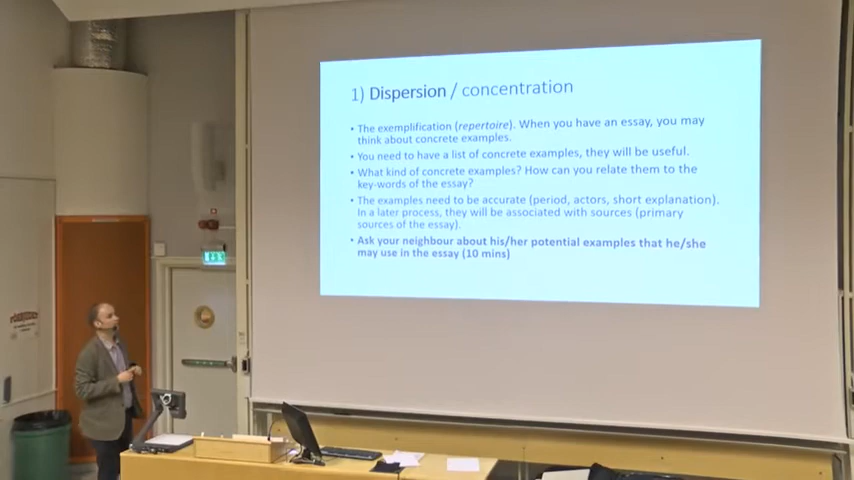 1) Dispersion / concentration
• The exemplification (repertoire). When you have an essay, you may
think about concrete examples.
• You need to have a list of concrete examples, they will be useful.
• What kind of concrete examples? How can you relate them to the
key-words of the essay?
• The examples need to be accurate (period, actors, short explanation).
In a later process, they will be associated with sources (primary
sources of the essay).
• Ask your neighbour about his/her potential examples that he/she
may use in the essay (10 mins)